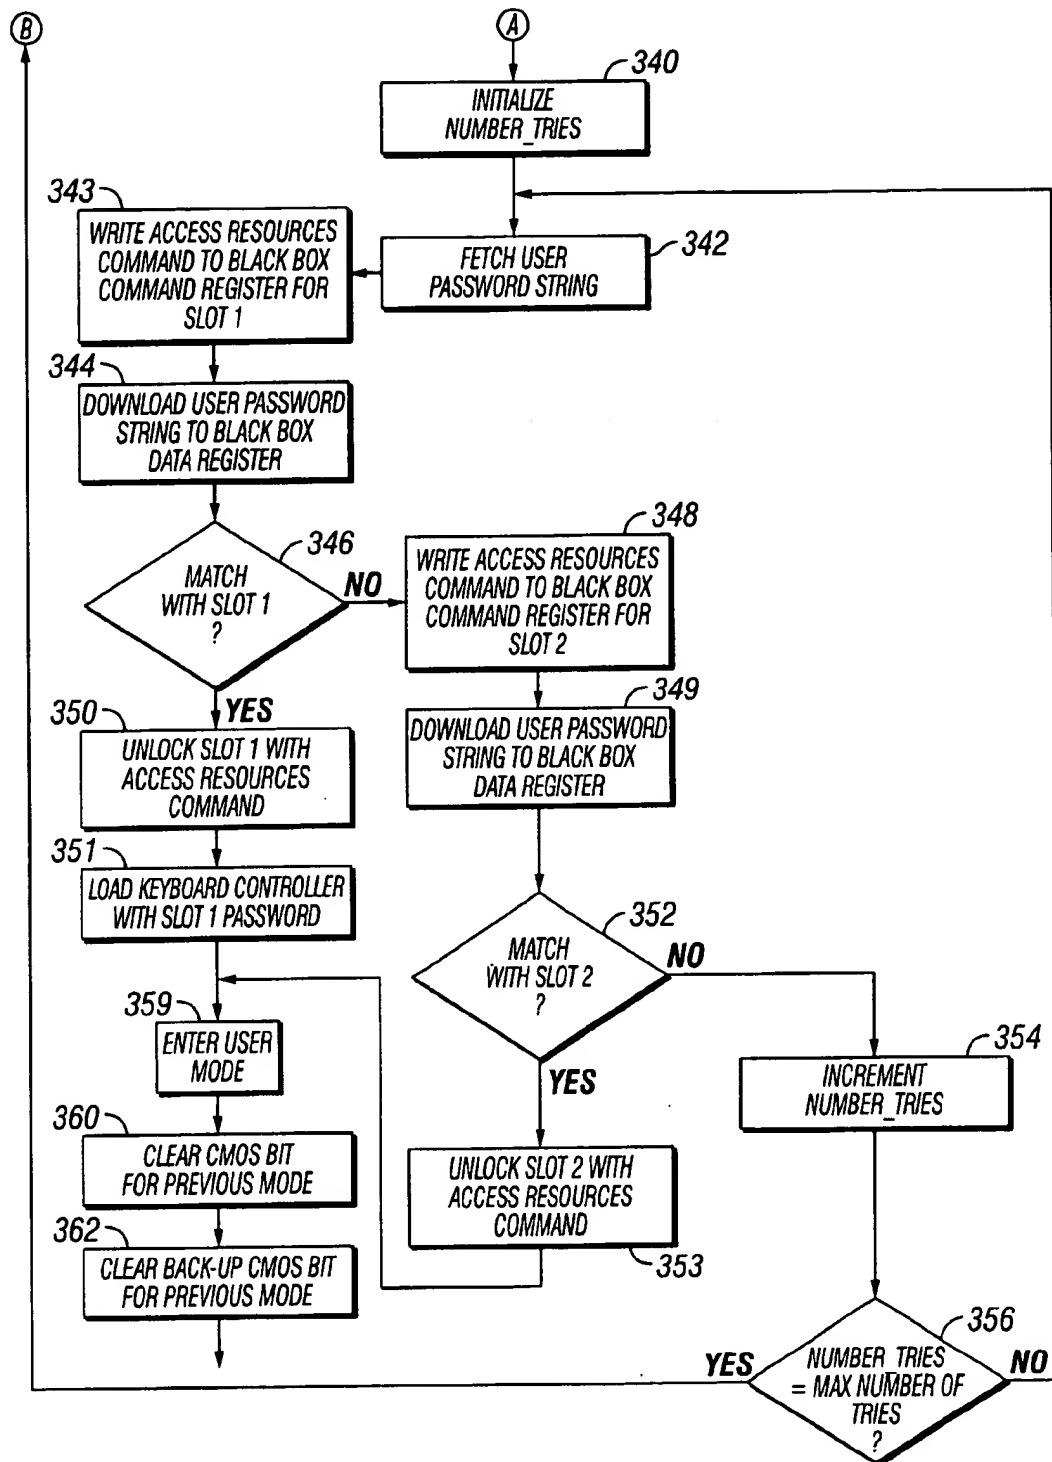 B
A
340
INITIALIZE
NUMBER_TRIES
343
WRITE ACCESS RESOURCES
COMMAND TO BLACK BOX
COMMAND REGISTER FOR
SLOT 1
342
FETCH USER
PASSWORD STRING
344
DOWNLOAD USER PASSWORD
STRING TO BLACK BOX
DATA REGISTER
346
MATCH
WITH SLOT 1
?
NO
348
WRITE ACCESS RESOURCES
COMMAND TO BLACK BOX
COMMAND REGISTER FOR
SLOT 2
YES
350
UNLOCK SLOT 1 WITH
ACCESS RESOURCES
COMMAND
349
DOWNLOAD USER PASSWORD
STRING TO BLACK BOX
DATA REGISTER
351
LOAD KEYBOARD CONTROLLER
WITH SLOT 1 PASSWORD
352
MATCH
WITH SLOT 2
?
NO
YES
359
ENTER USER
MODE
354
INCREMENT
NUMBER_TRIES
360
CLEAR CMOS BIT
FOR PREVIOUS MODE
UNLOCK SLOT 2 WITH
ACCESS RESOURCES
COMMAND
353
362
CLEAR BACK-UP CMOS BIT
FOR PREVIOUS MODE
356
NUMBER_TRIES
= MAX NUMBER OF
TRIES
?
YES
NO